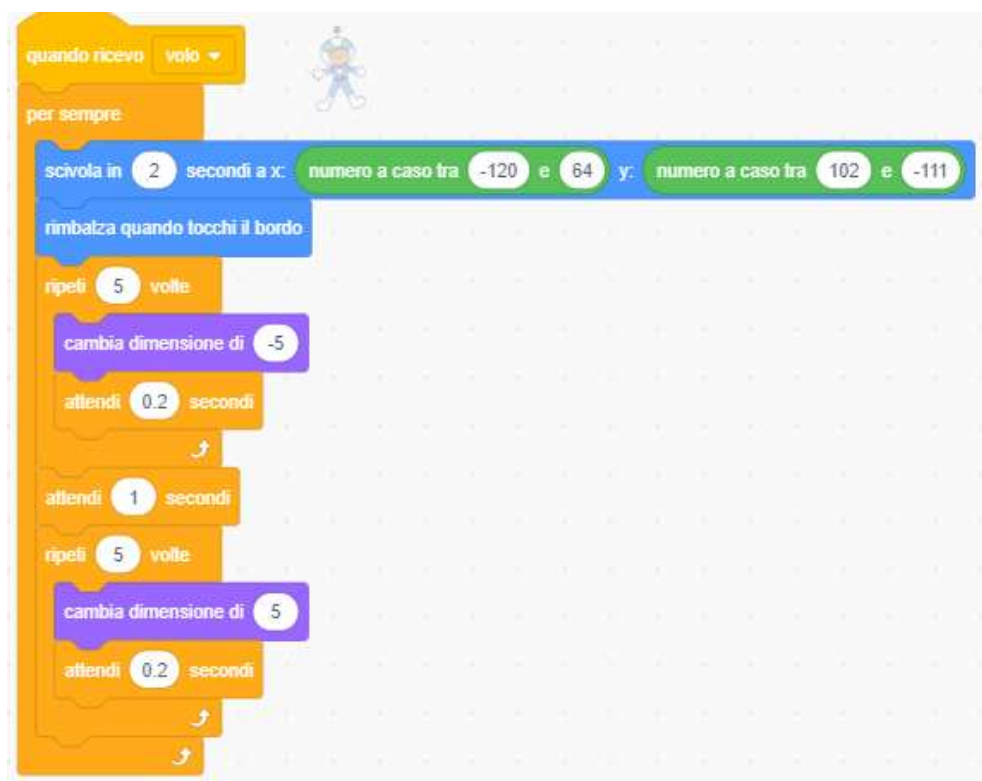 quando ricevo volo
per sempre
scivola in 2 secondi a x: numero a caso tra -120 e 64 y: numero a caso tra 102 e -111
rimbalza quando tocchi il bordo
ripeti 5 volte
cambia dimensione di -5
attendi 0.2 secondi
attendi 1 secondi
ripeti 5 volte
cambia dimensione di 5
attendi 0.2 secondi